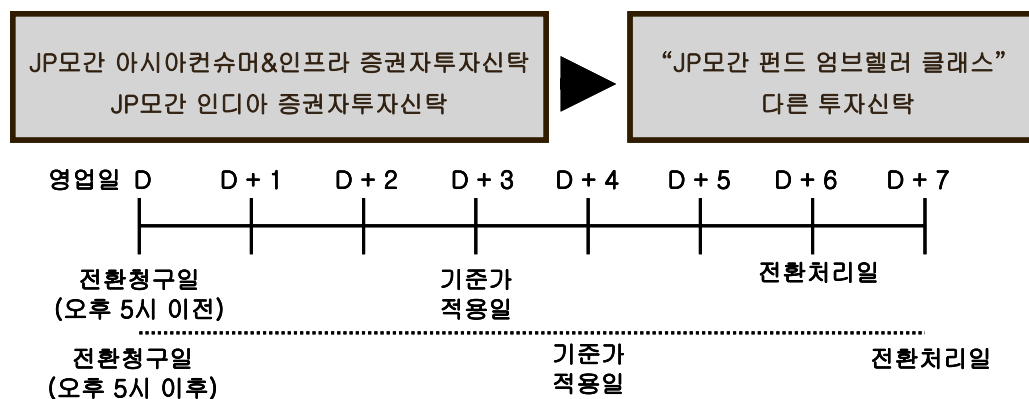 JP모간 아시아컨슈머&인프라 증권자투자신탁
JP모간 인디아 증권자투자신탁
“JP모간 펀드 엄브렐러 클래스”
다른 투자신탁
영업일 D D + 1 D + 2 D + 3 D + 4 D + 5 D + 6 D + 7
전환청구일
(오후 5시 이전)
기준가
적용일
전환처리일
전환청구일
(오후 5시 이후)
기준가
적용일
전환처리일